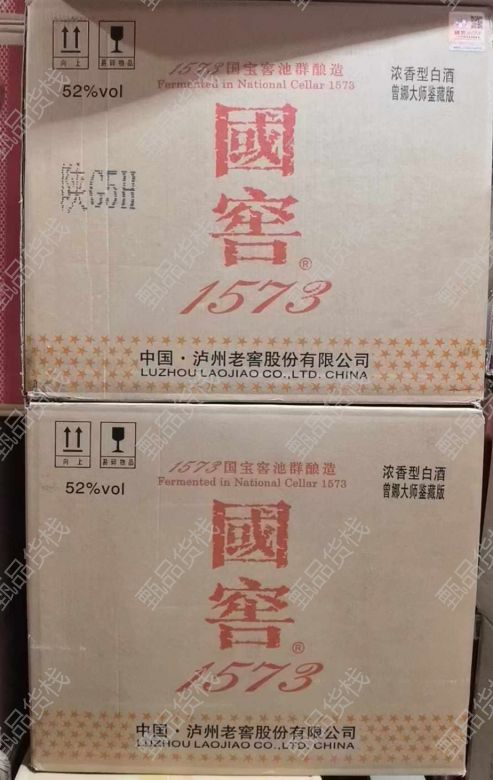 向上
易碎物品
52%vol
1573国宝窖池群酿造
Fermented in National Cellar 1573
浓香型白酒
曾娜大师鉴藏版
國
窖
®
1573
中国·泸州老窖股份有限公司
LUZHOU LAOJIAO CO.,LTD. CHINA
向上
易碎物品
52%vol
1573国宝窖池群酿造
Fermented in National Cellar 1573
浓香型白酒
曾娜大师鉴藏版
國
窖
®
1573
中国·泸州老窖股份有限公司
LUZHOU LAOJIAO CO.,LTD. CHINA
甄品货栈